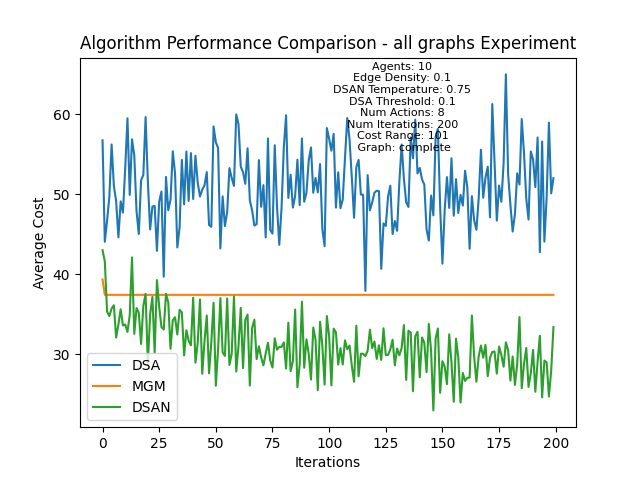 Algorithm Performance Comparison - all graphs Experiment
Agents: 10
Edge Density: 0.1
DSAN Temperature: 0.75
DSA Threshold: 0.1
Num Actions: 8
Num Iterations: 200
Cost Range: 101
Graph: complete
60
50
40
30
Average Cost
DSA
MGM
DSAN
0
25
50
75
100
125
150
175
200
Iterations